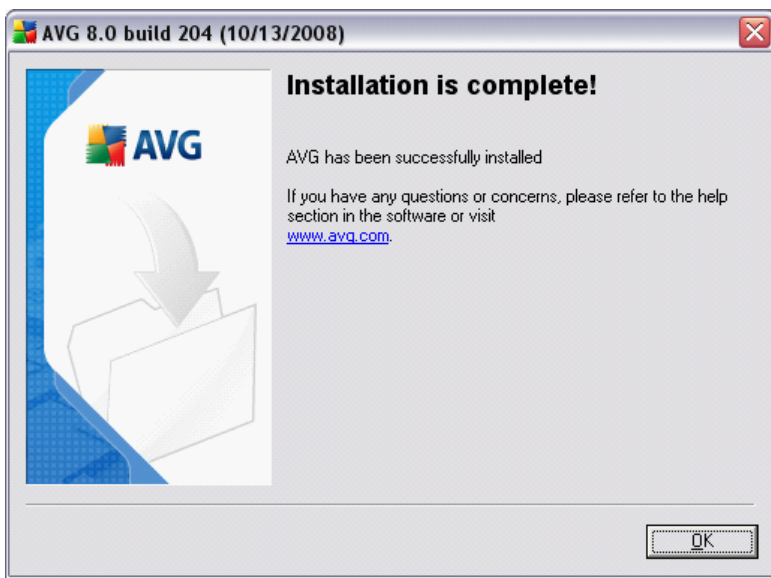 AVG 8.0 build 204 (10/13/2008)
Installation is complete!
AVG
AVG has been successfully installed
If you have any questions or concerns, please refer to the help
section in the software or visit
www.avg.com.
OK